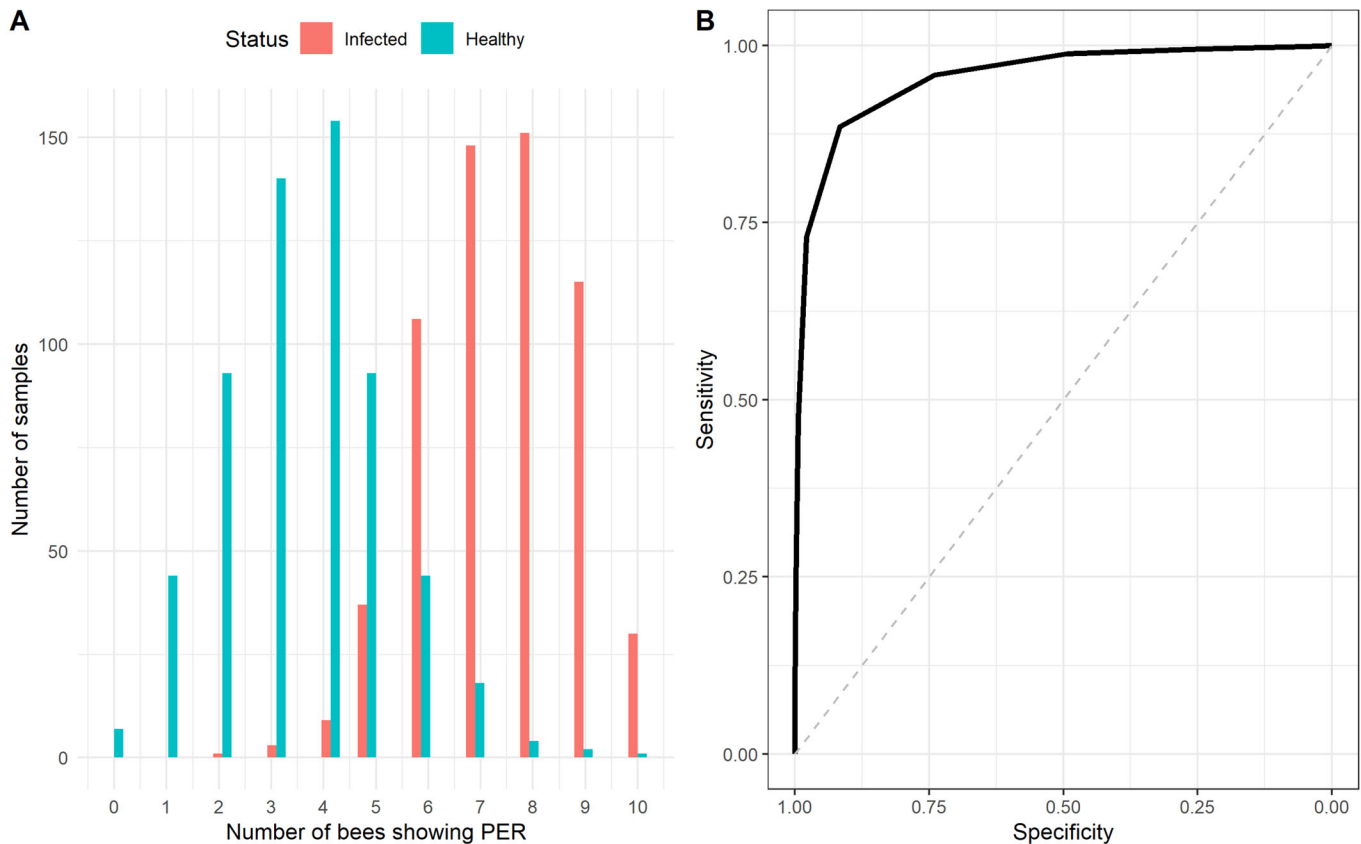 A
Status Infected Healthy
150
100
50
0
Number of samples
0 1 2 3 4 5 6 7 8 9 10
Number of bees showing PER
B
1.00
0.75
0.50
0.25
0.00
Sensitivity
1.00 0.75 0.50 0.25 0.00
Specificity